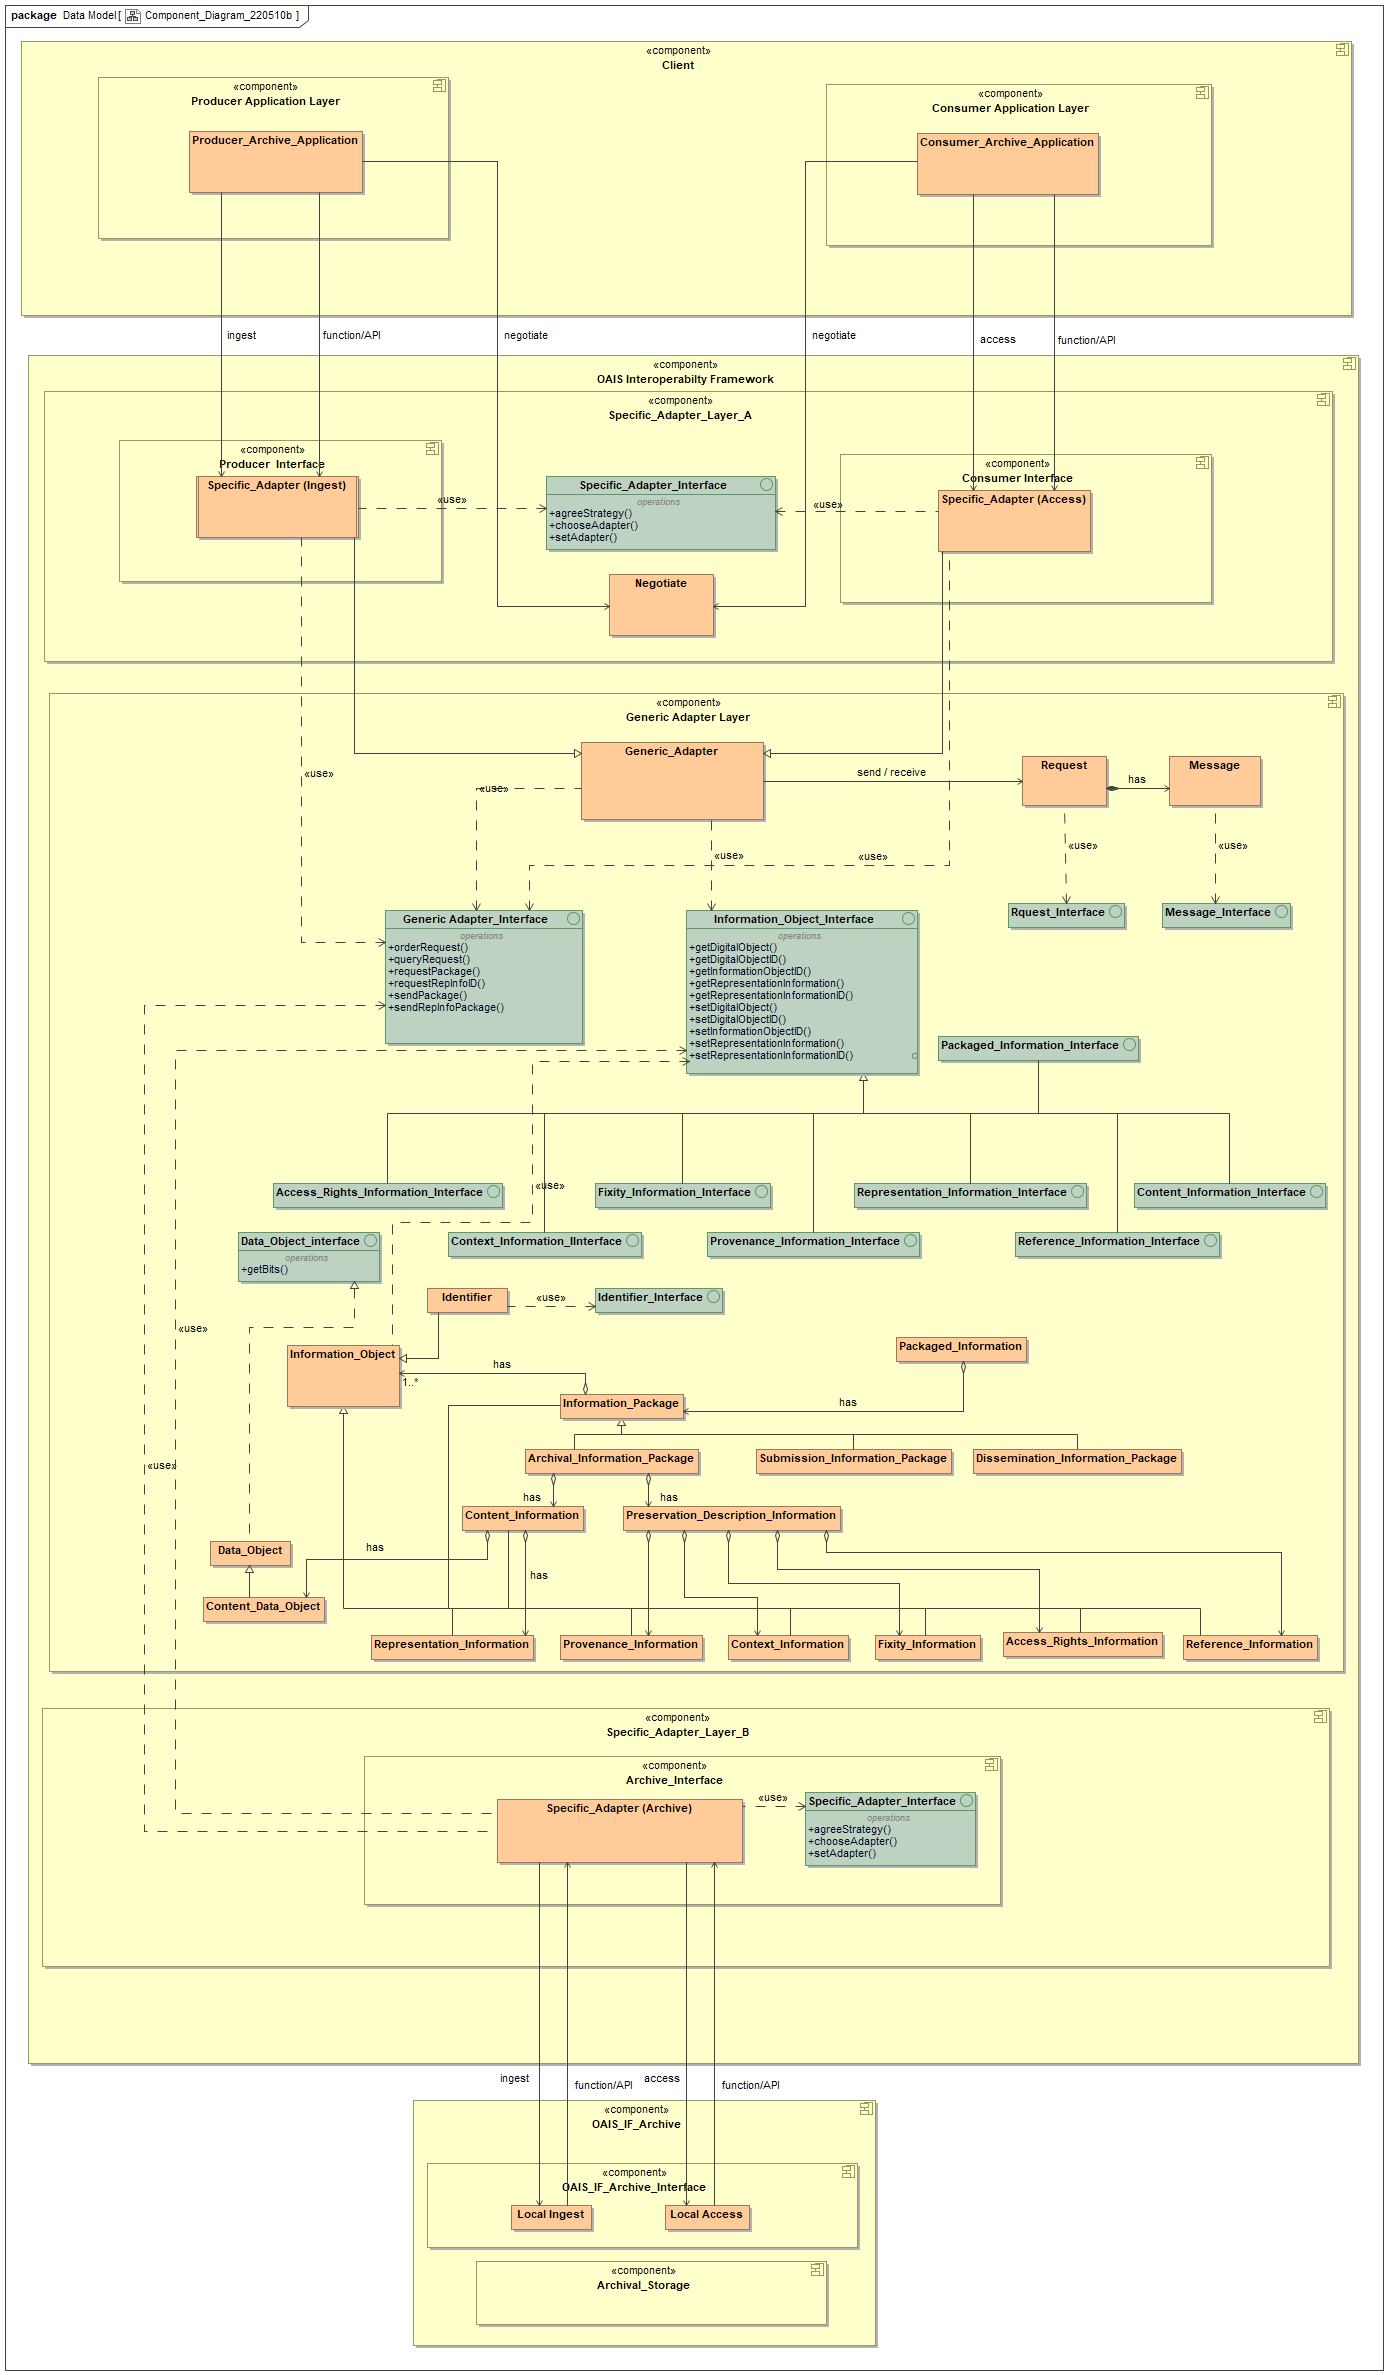 package Data Model[ Component_Diagram_220510b ]
«component»
Client
«component»
Producer Application Layer
Producer_Archive_Application
«component»
Consumer Application Layer
Consumer_Archive_Application
ingest
function/API
negotiate
negotiate
access
function/API
«component»
OAIS Interoperabilty Framework
«component»
Specific_Adapter_Layer_A
«component»
Producer Interface
Specific_Adapter (Ingest)
«use»
Specific_Adapter_Interface
operations
+agreeStrategy()
+chooseAdapter()
+setAdapter()
«use»
«component»
Consumer Interface
Specific_Adapter (Access)
Negotiate
«component»
Generic Adapter Layer
Generic_Adapter
send / receive
Request
has
Message
«use»
«use»
«use»
«use»
«use»
«use»
Generic Adapter_Interface
operations
+orderRequest()
+queryRequest()
+requestPackage()
+requestRepInfoID()
+sendPackage()
+sendRepInfoPackage()
Information_Object_Interface
operations
+getDigitalObject()
+getDigitalObjectID()
+getInformationObjectID()
+getRepresentationInformation()
+getRepresentationInformationID()
+setDigitalObject()
+setDigitalObjectID()
+setInformationObjectID()
+setRepresentationInformation()
+setRepresentationInformationID()
Rquest_Interface
Message_Interface
Packaged_Information_Interface
Access_Rights_Information_Interface
«use»
Fixity_Information_Interface
Representation_Information_Interface
Content_Information_Interface
Data_Object_interface
operations
+getBits()
Context_Information_IInterface
Provenance_Information_Interface
Reference_Information_Interface
Identifier
«use»
Identifier_Interface
«use»
Information_Object
1..*
has
Packaged_Information
Information_Package
has
Archival_Information_Package
Submission_Information_Package
Dissemination_Information_Package
«use»
has
has
Content_Information
Preservation_Description_Information
Data_Object
has
has
Content_Data_Object
Representation_Information
Provenance_Information
Context_Information
Fixity_Information
Access_Rights_Information
Reference_Information
«component»
Specific_Adapter_Layer_B
«component»
Archive_Interface
Specific_Adapter (Archive)
«use»
Specific_Adapter_Interface
operations
+agreeStrategy()
+chooseAdapter()
+setAdapter()
ingest
function/API
access
function/API
«component»
OAIS_IF_Archive
«component»
OAIS_IF_Archive_Interface
Local Ingest
Local Access
«component»
Archival_Storage